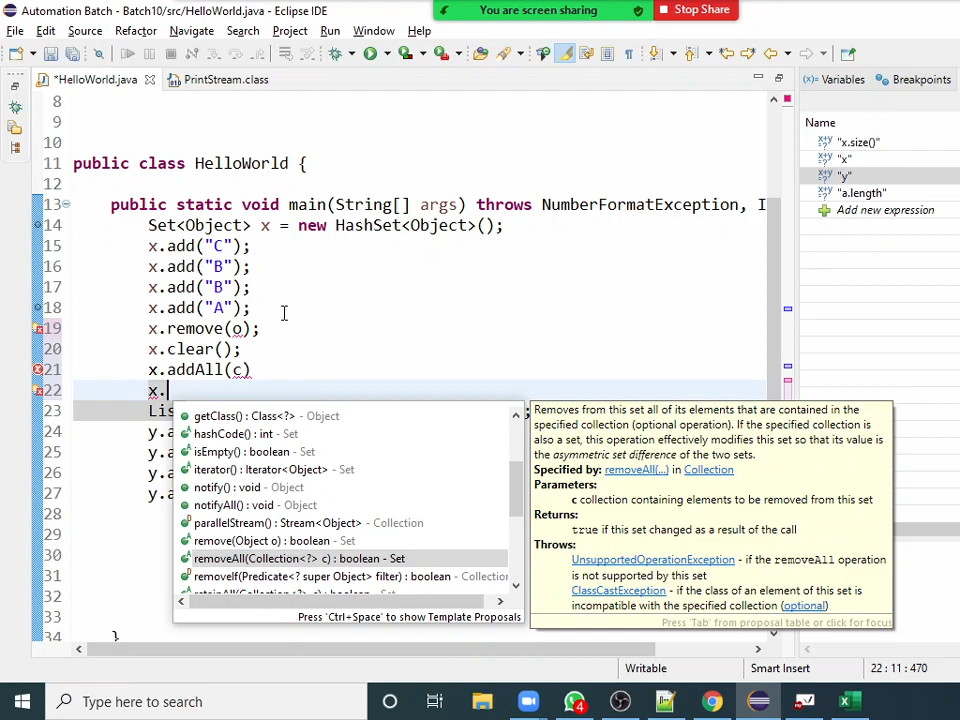 Automation Batch - Batch10/src/HelloWorld.java - Eclipse IDE
You are screen sharing
Stop Share
File Edit Source Refactor Navigate Search Project Run Window Help
*HelloWorld.java
PrintStream.class
(x)= Variables
Breakpoints
8
9
10
11 public class HelloWorld {
12
13 public static void main(String[] args) throws NumberFormatException, I
14 Set<Object> x = new HashSet<Object>();
15 x.add("C");
16 x.add("B");
17 x.add("B");
18 x.add("A");
19 x.remove(o);
20 x.clear();
21 x.addAll(c)
22 x.
23 Lis
24 y.a
25 y.a
26 y.a
27 y.a
28
29
30
31
32
33
34 }
Name
"x.size()"
"x"
"y"
"a.length"
Add new expression
getClass() : Class<?> - Object
hashCode() : int - Set
isEmpty() : boolean - Set
iterator() : Iterator<Object> - Set
notify() : void - Object
notifyAll() : void - Object
parallelStream() : Stream<Object> - Collection
remove(Object o) : boolean - Set
removeAll(Collection<?> c) : boolean - Set
removeIf(Predicate<? super Object> filter) : boolean - Collection
retainAll(Collection<?> c) : boolean - Set
Press 'Ctrl+Space' to show Template Proposals
Removes from this set all of its elements that are contained in the
specified collection (optional operation). If the specified collection
is also a set, this operation effectively modifies this set so that its value is
the asymmetric set difference of the two sets.
Specified by: removeAll(...) in Collection
Parameters:
c collection containing elements to be removed from this set
Returns:
true if this set changed as a result of the call
Throws:
UnsupportedOperationException - if the removeAll operation
is not supported by this set
ClassCastException - if the class of an element of this set is
incompatible with the specified collection (optional)
Press 'Tab' from proposal table or click for focus
Writable
Smart Insert
22 : 11 : 470
Type here to search
4